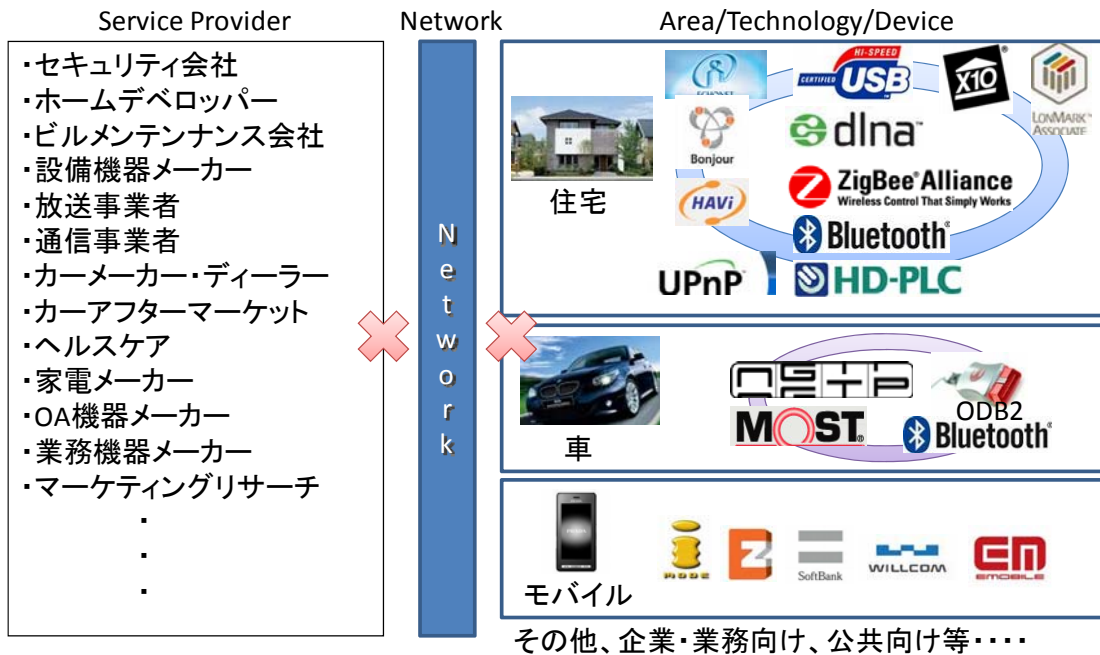 Service Provider
Network
Area/Technology/Device
・セキュリティ会社
・ホームデベロッパー
・ビルメンテンナンス会社
・設備機器メーカー
・放送事業者
・通信事業者
・カーメーカー・ディーラー
・カーアフターマーケット
・ヘルスケア
・家電メーカー
・OA機器メーカー
・業務機器メーカー
・マーケティングリサーチ
・
・
・
Network
住宅
ECHONET
HI-SPEED
CERTIFIED USB
X10
LONMARK
ASSOCIATE
Bonjour
dlna
HAVi
ZigBee Alliance
Wireless Control That Simply Works
Bluetooth
UPnP
HD-PLC
車
NGTP
MOST
ODB2
Bluetooth
モバイル
i MODE
EZ
SoftBank
WILLCOM
EM
EMOBILE
その他、企業・業務向け、公共向け等・・・・